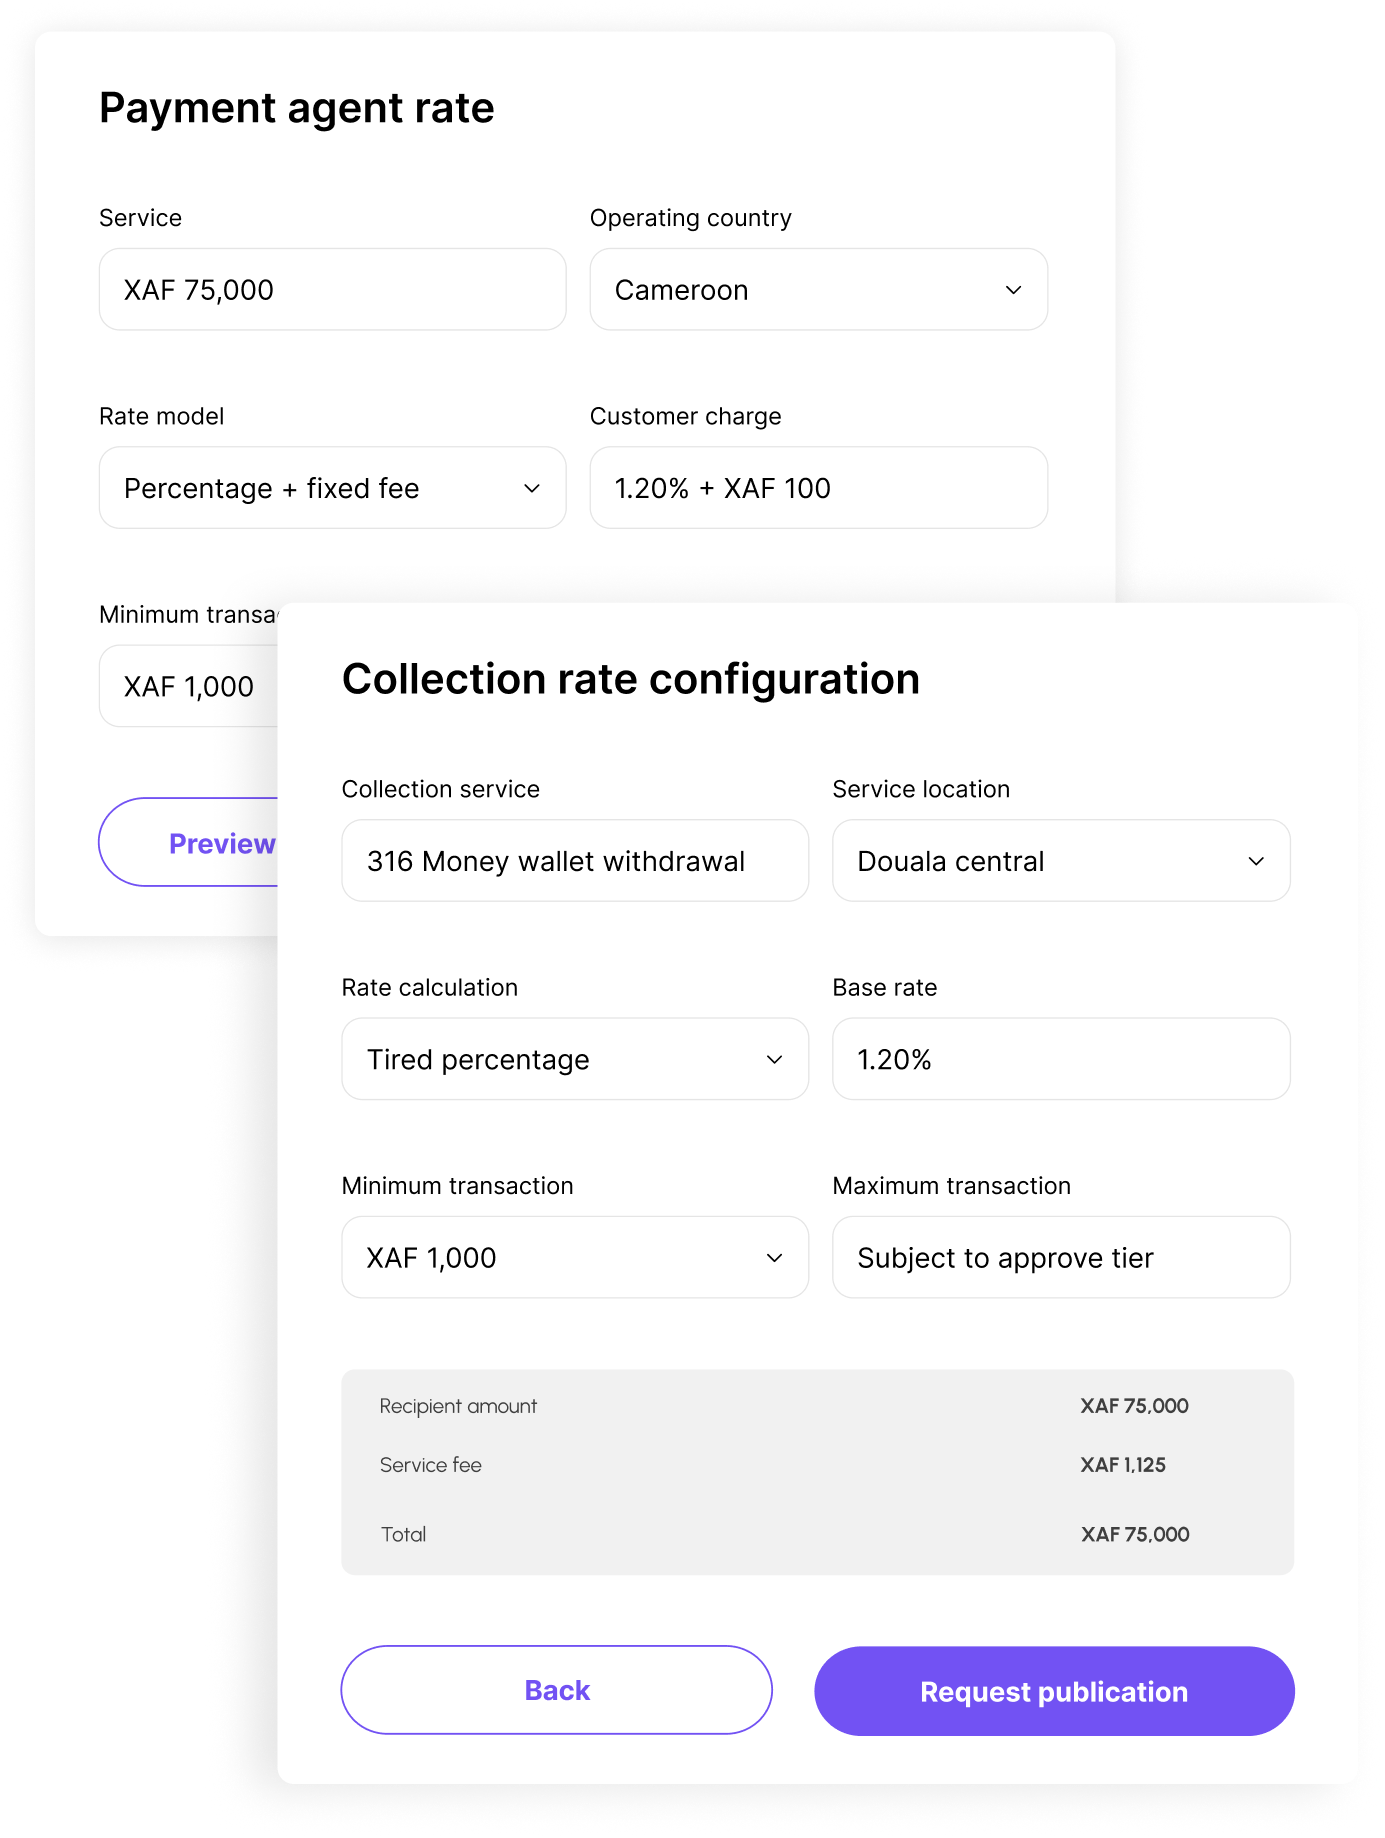 Payment agent rate
Service
Operating country
XAF 75,000
Cameroon
Rate model
Customer charge
Percentage + fixed fee
1.20% + XAF 100
Minimum
XAF 1,000
Preview
Collection rate configuration
Collection service
Service location
316 Money wallet withdrawal
Douala central
Rate calculation
Base rate
Tired percentage
1.20%
Minimum transaction
Maximum transaction
XAF 1,000
Subject to approve tier
Recipient amount
XAF 75,000
Service fee
XAF 1,125
Total
XAF 75,000
Back
Request publication